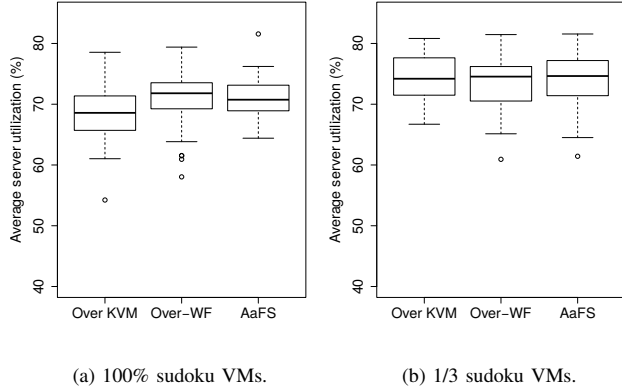 Average server utilization (%)
80
70
60
50
40
Over KVM Over−WF AaFS
(a) 100% sudoku VMs.
Average server utilization (%)
80
70
60
50
40
Over KVM Over−WF AaFS
(b) 1/3 sudoku VMs.